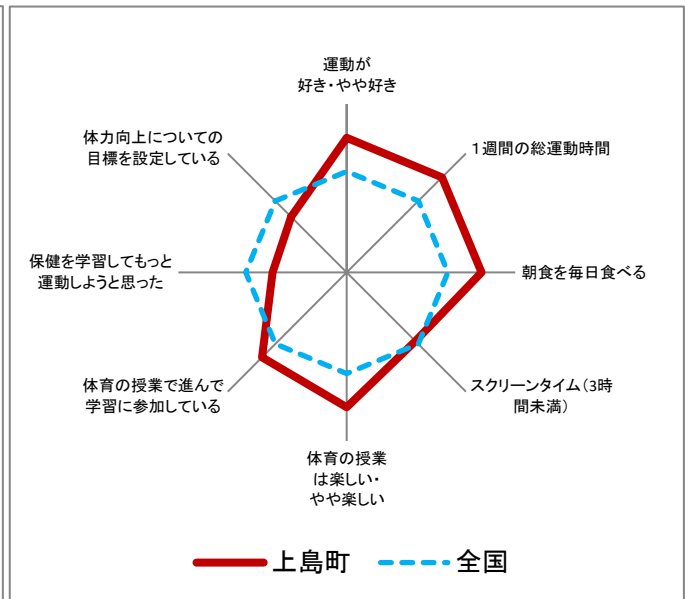 運動が
好き・やや好き
1週間の総運動時間
朝食を毎日食べる
スクリーンタイム(3時
間未満)
体育の授業
は楽しい・
やや楽しい
体育の授業で進んで
学習に参加している
保健を学習してもっと
運動しようと思った
体力向上についての
目標を設定している
上島町
全国